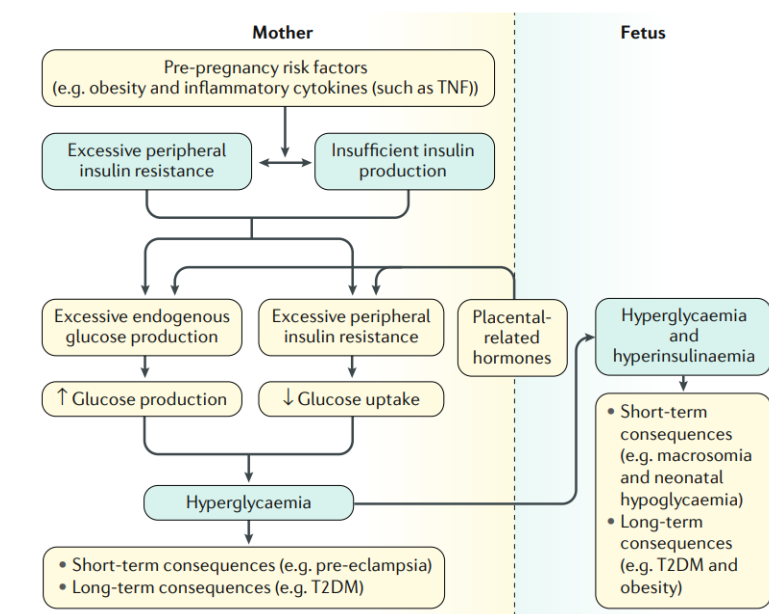 Mother
Fetus
Pre-pregnancy risk factors
(e.g. obesity and inflammatory cytokines (such as TNF))
Excessive peripheral
insulin resistance
Insufficient insulin
production
Excessive endogenous
glucose production
Excessive peripheral
insulin resistance
Placental-
related
hormones
Hyperglycaemia
and
hyperinsulinaemia
↑ Glucose production
↓ Glucose uptake
Hyperglycaemia
• Short-term consequences (e.g. pre-eclampsia)
• Long-term consequences (e.g. T2DM)
• Short-term
consequences
(e.g. macrosomia
and neonatal
hypoglycaemia)
• Long-term
consequences
(e.g. T2DM and
obesity)